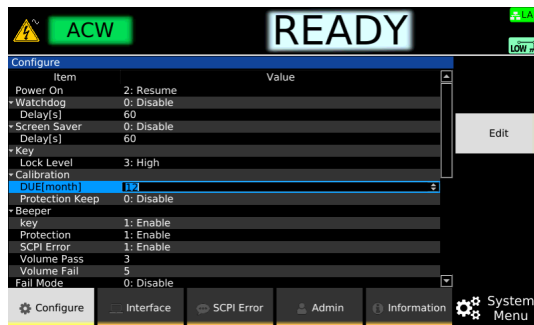 ACW
READY
LA
LOW
Configure
Item Value
Power On 2: Resume
Watchdog 0: Disable
Delay[s] 60
Screen Saver 0: Disable
Delay[s] 60
Key
Lock Level 3: High
Calibration
DUE[month] 12
Protection Keep 0: Disable
Beeper
key 1: Enable
Protection 1: Enable
SCPI Error 1: Enable
Volume Pass 3
Volume Fail 5
Fail Mode 0: Disable
Edit
Configure Interface SCPI Error Admin Information System Menu